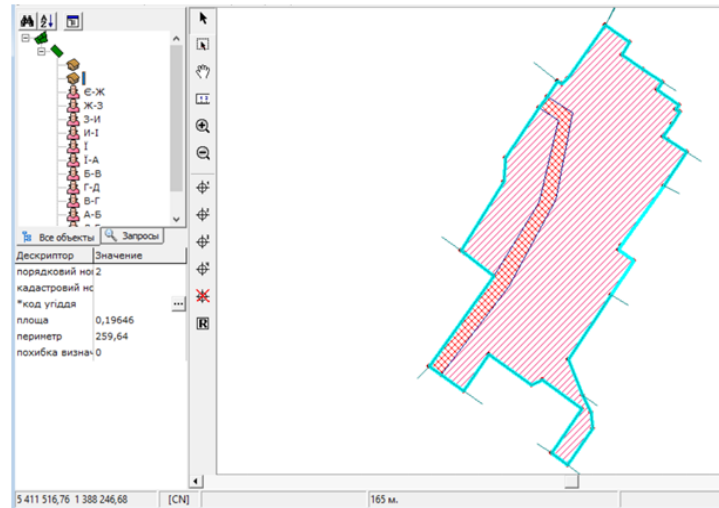 Є-Ж
Ж-З
З-И
И-І
І
І-А
Б-В
Г-Д
В-Г
А-Б
Все объекты Запросы
Дескриптор Значение
порядковий но 2
кадастровий но
*код угіддя ...
площа 0,19646
периметр 259,64
похибка визнач 0
R
5 411 516,76 1 388 246,68 [CN] 165 м.